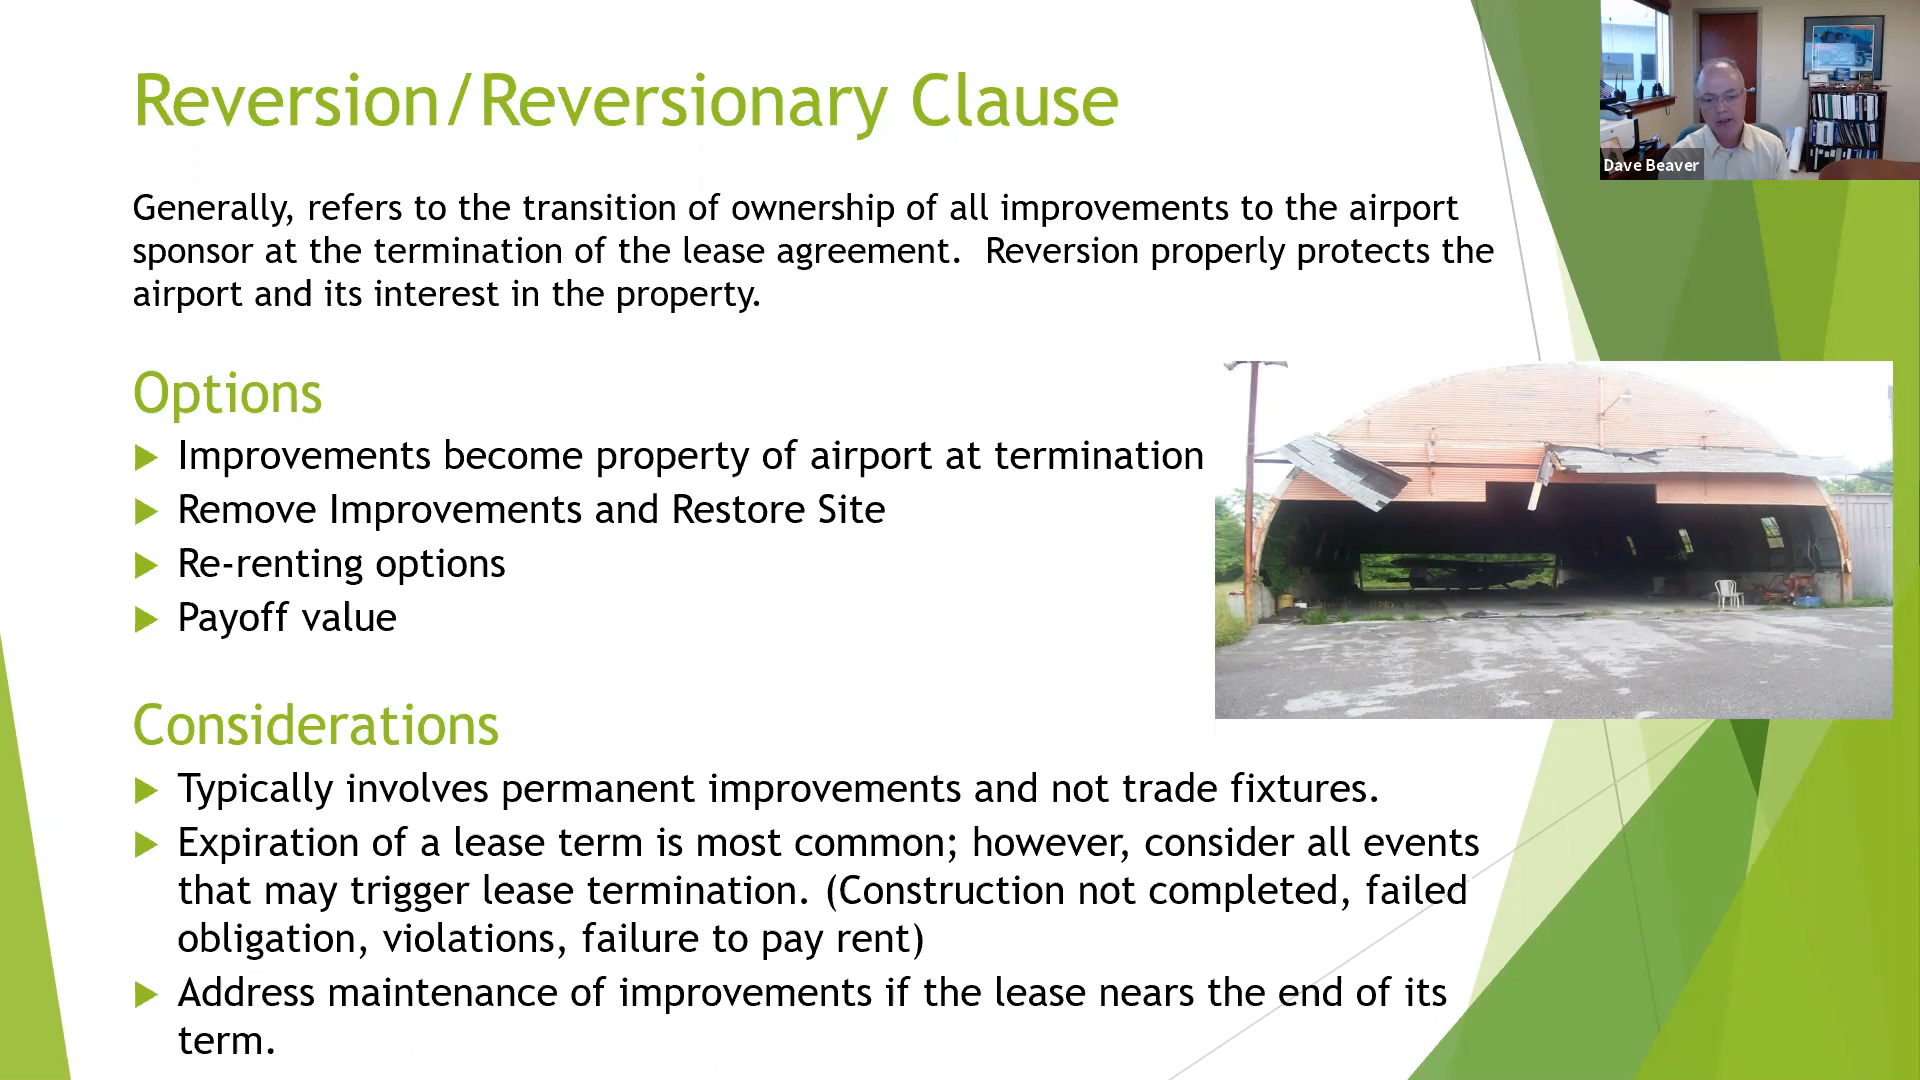 Reversion/Reversionary Clause
Dave Beaver
Generally, refers to the transition of ownership of all improvements to the airport
sponsor at the termination of the lease agreement.  Reversion properly protects the
airport and its interest in the property.
Options
Improvements become property of airport at termination
Remove Improvements and Restore Site
Re-renting options
Payoff value
Considerations
Typically involves permanent improvements and not trade fixtures.
Expiration of a lease term is most common; however, consider all events
that may trigger lease termination. (Construction not completed, failed
obligation, violations, failure to pay rent)
Address maintenance of improvements if the lease nears the end of its
term.